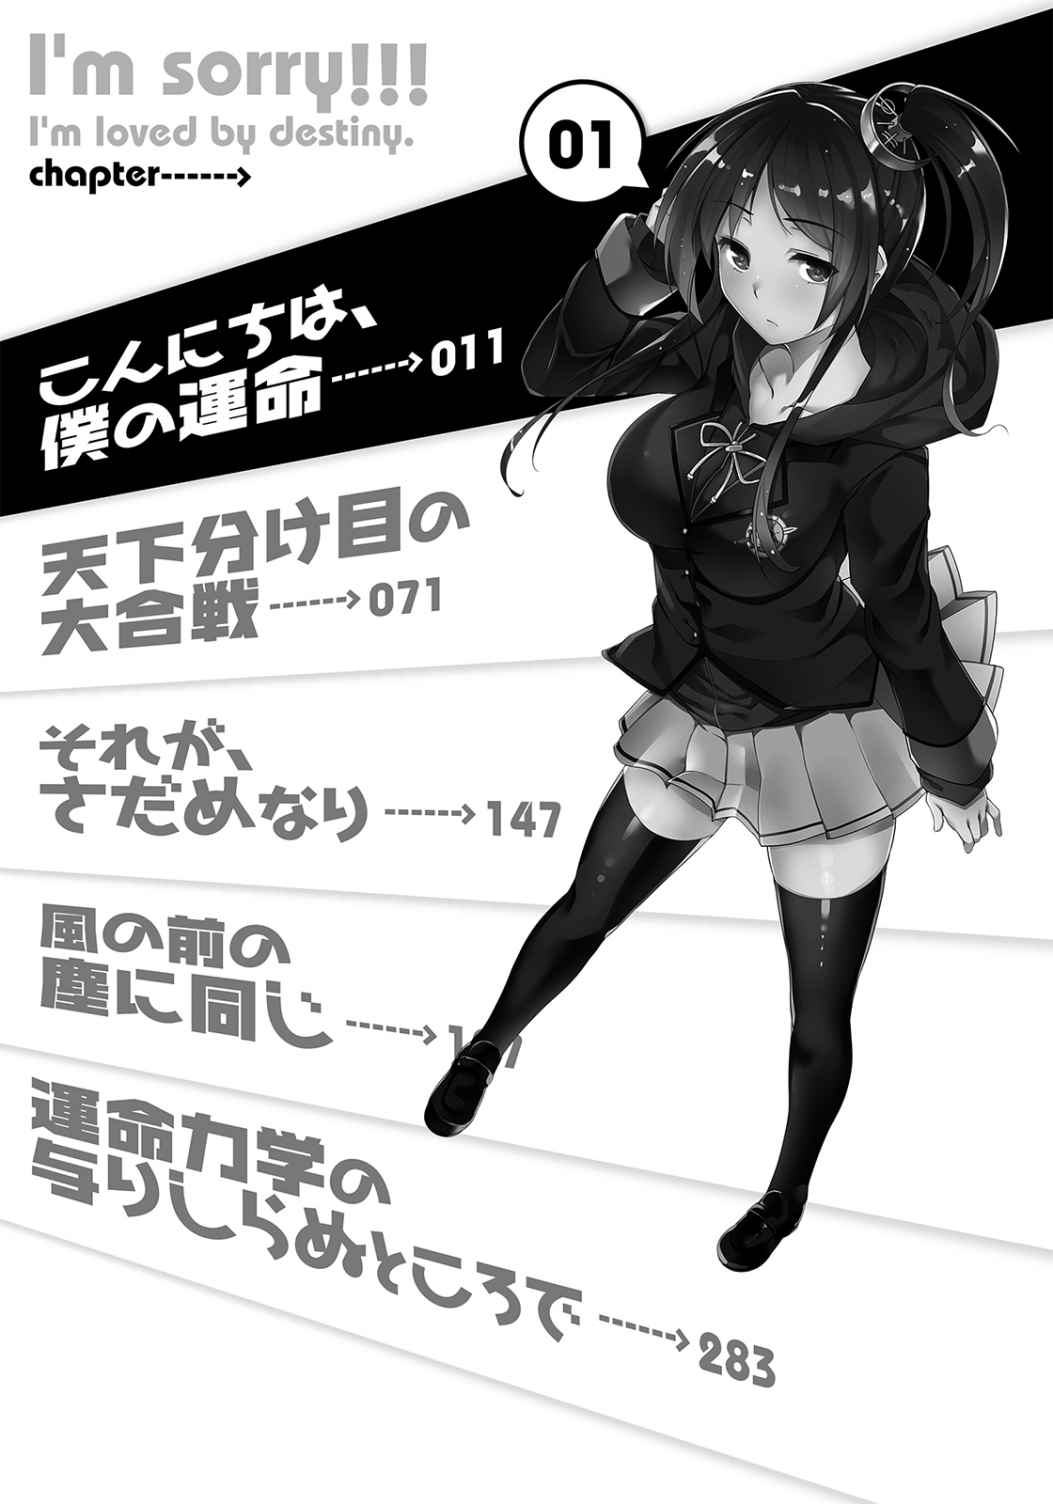 I'm sorry!!!
I'm loved by destiny.
chapter------>
01
こんにちは、
僕の運命------>011
天下分け目の
大合戦------>071
それが、
さだめなり------>147
風の前の
塵に同じ------>
運命力学の
与りしらぬところで------>283